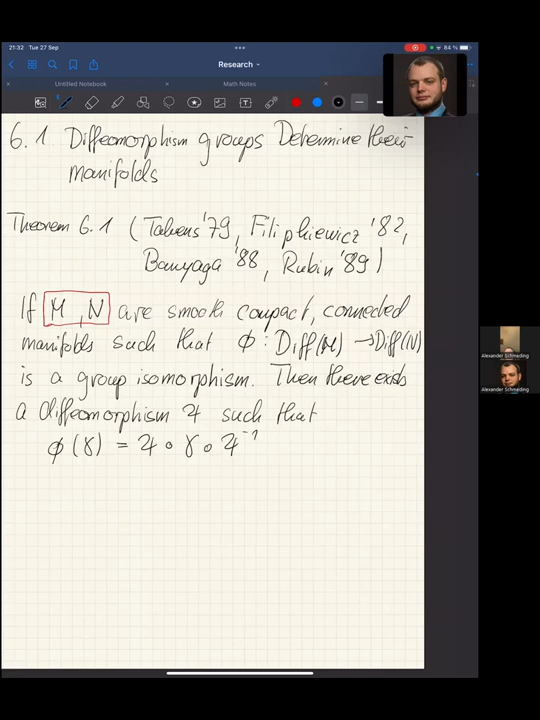 21:32 Tue 27 Sep
84 %
Research
Untitled Notebook
Math Notes
6.1 Diffeomorphism groups Determine their
manifolds
Theorem 6.1 (Takens '79, Filipkiewicz '82,
Banyaga '88, Rubin '89)
If M, N are smooth compact, connected
manifolds such that ϕ : Diff(M) → Diff(N)
is a group isomorphism. Then there exists
a diffeomorphism ψ such that
ϕ(γ) = ψ ∘ γ ∘ ψ⁻¹
Alexander Schmeding
Alexander Schmeding